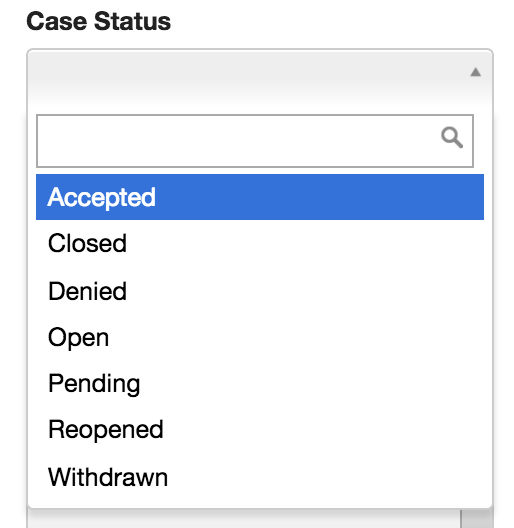 Case Status
Accepted
Closed
Denied
Open
Pending
Reopened
Withdrawn